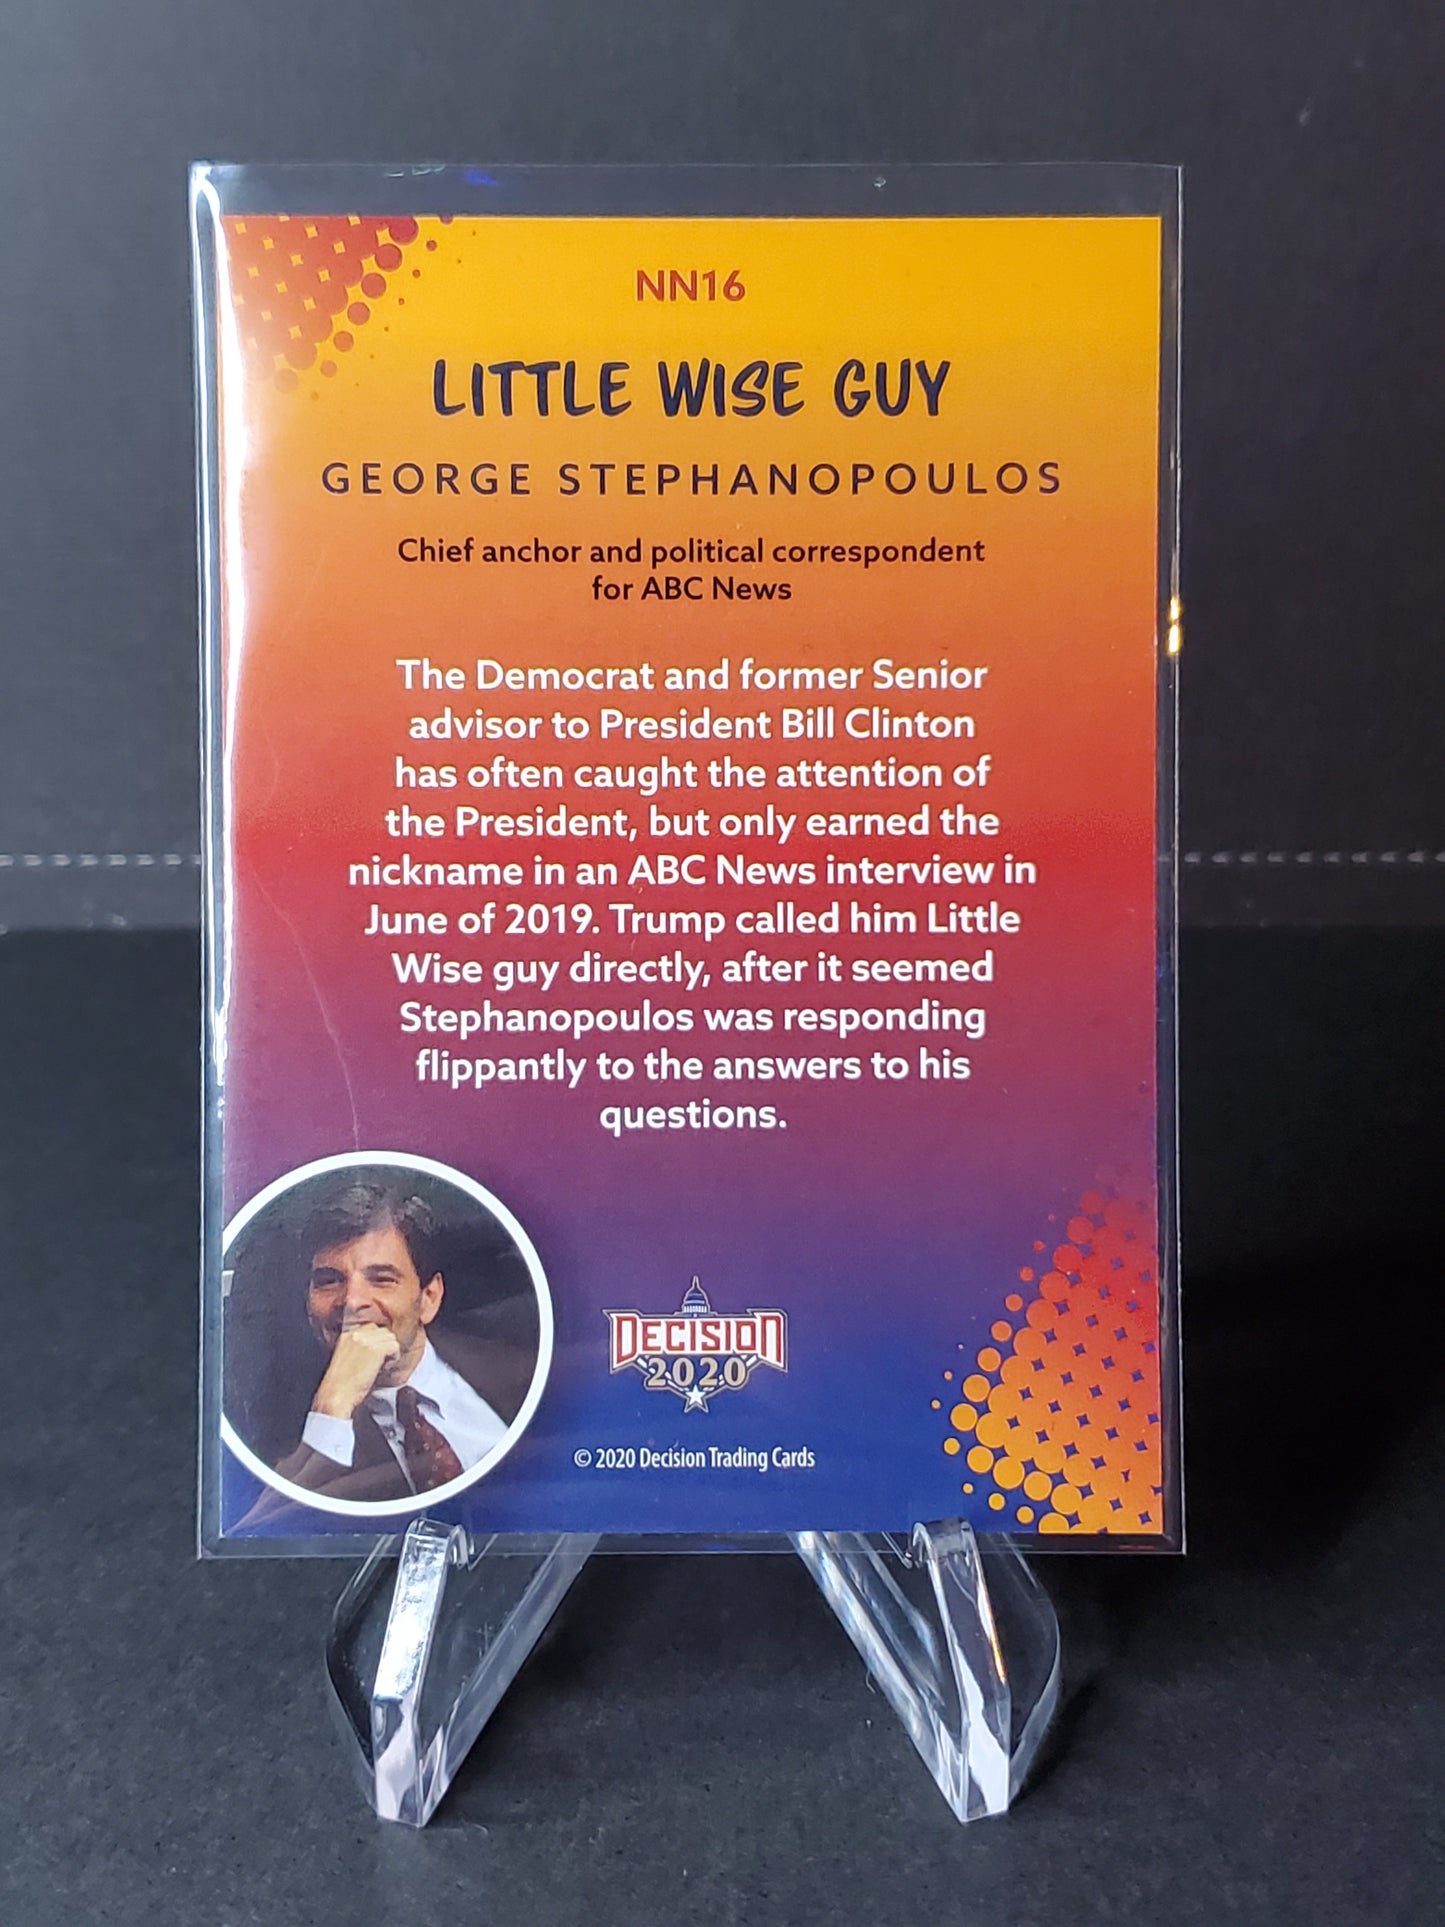 NN16
LITTLE WISE GUY
GEORGE STEPHANOPOULOS
Chief anchor and political correspondent
for ABC News
The Democrat and former Senior
advisor to President Bill Clinton
has often caught the attention of
the President, but only earned the
nickname in an ABC News interview in
June of 2019. Trump called him Little
Wise guy directly, after it seemed
Stephanopoulos was responding
flippantly to the answers to his
questions.
DECISION
2020
© 2020 Decision Trading Cards